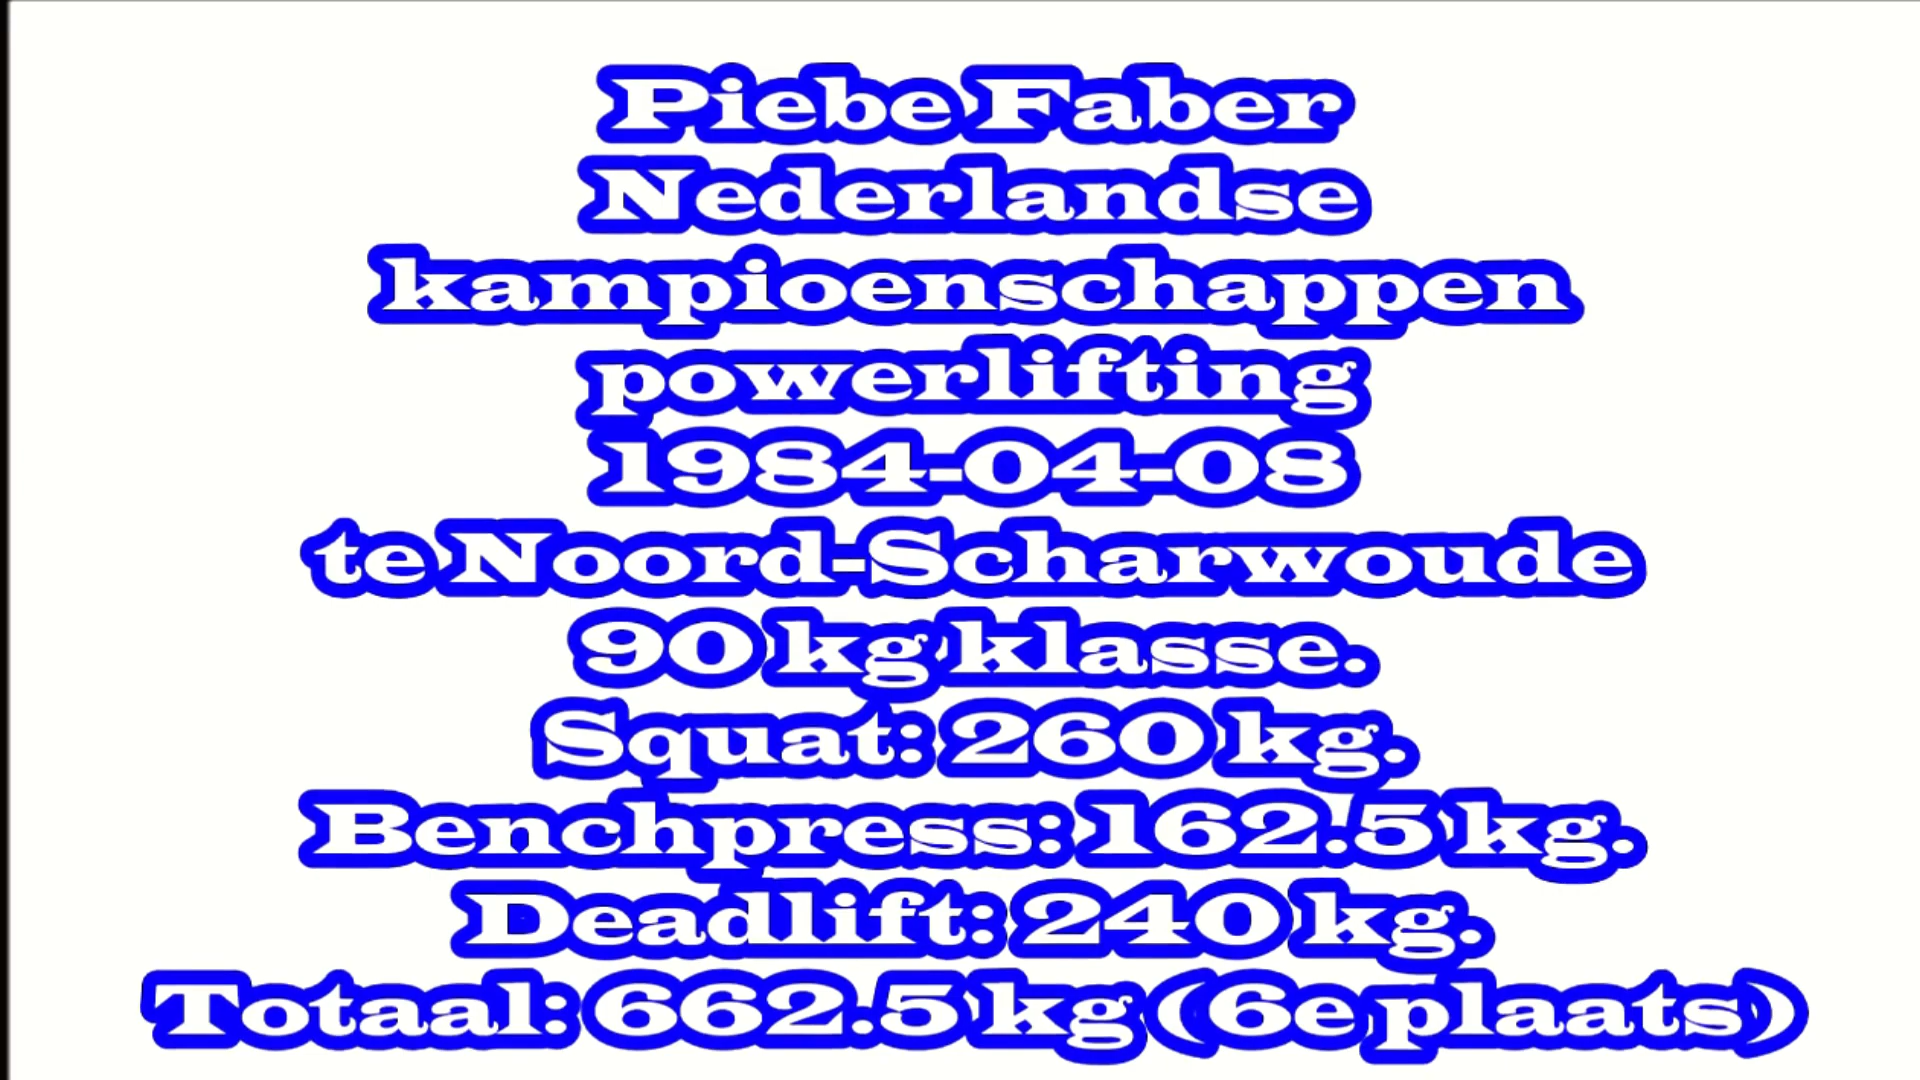 Piebe Faber
Nederlandse
kampioenschappen
powerlifting
1984-04-08
te Noord-Scharwoude
90 kg klasse.
Squat: 260 kg.
Benchpress: 162.5 kg.
Deadlift: 240 kg.
Totaal: 662.5 kg (6e plaats)